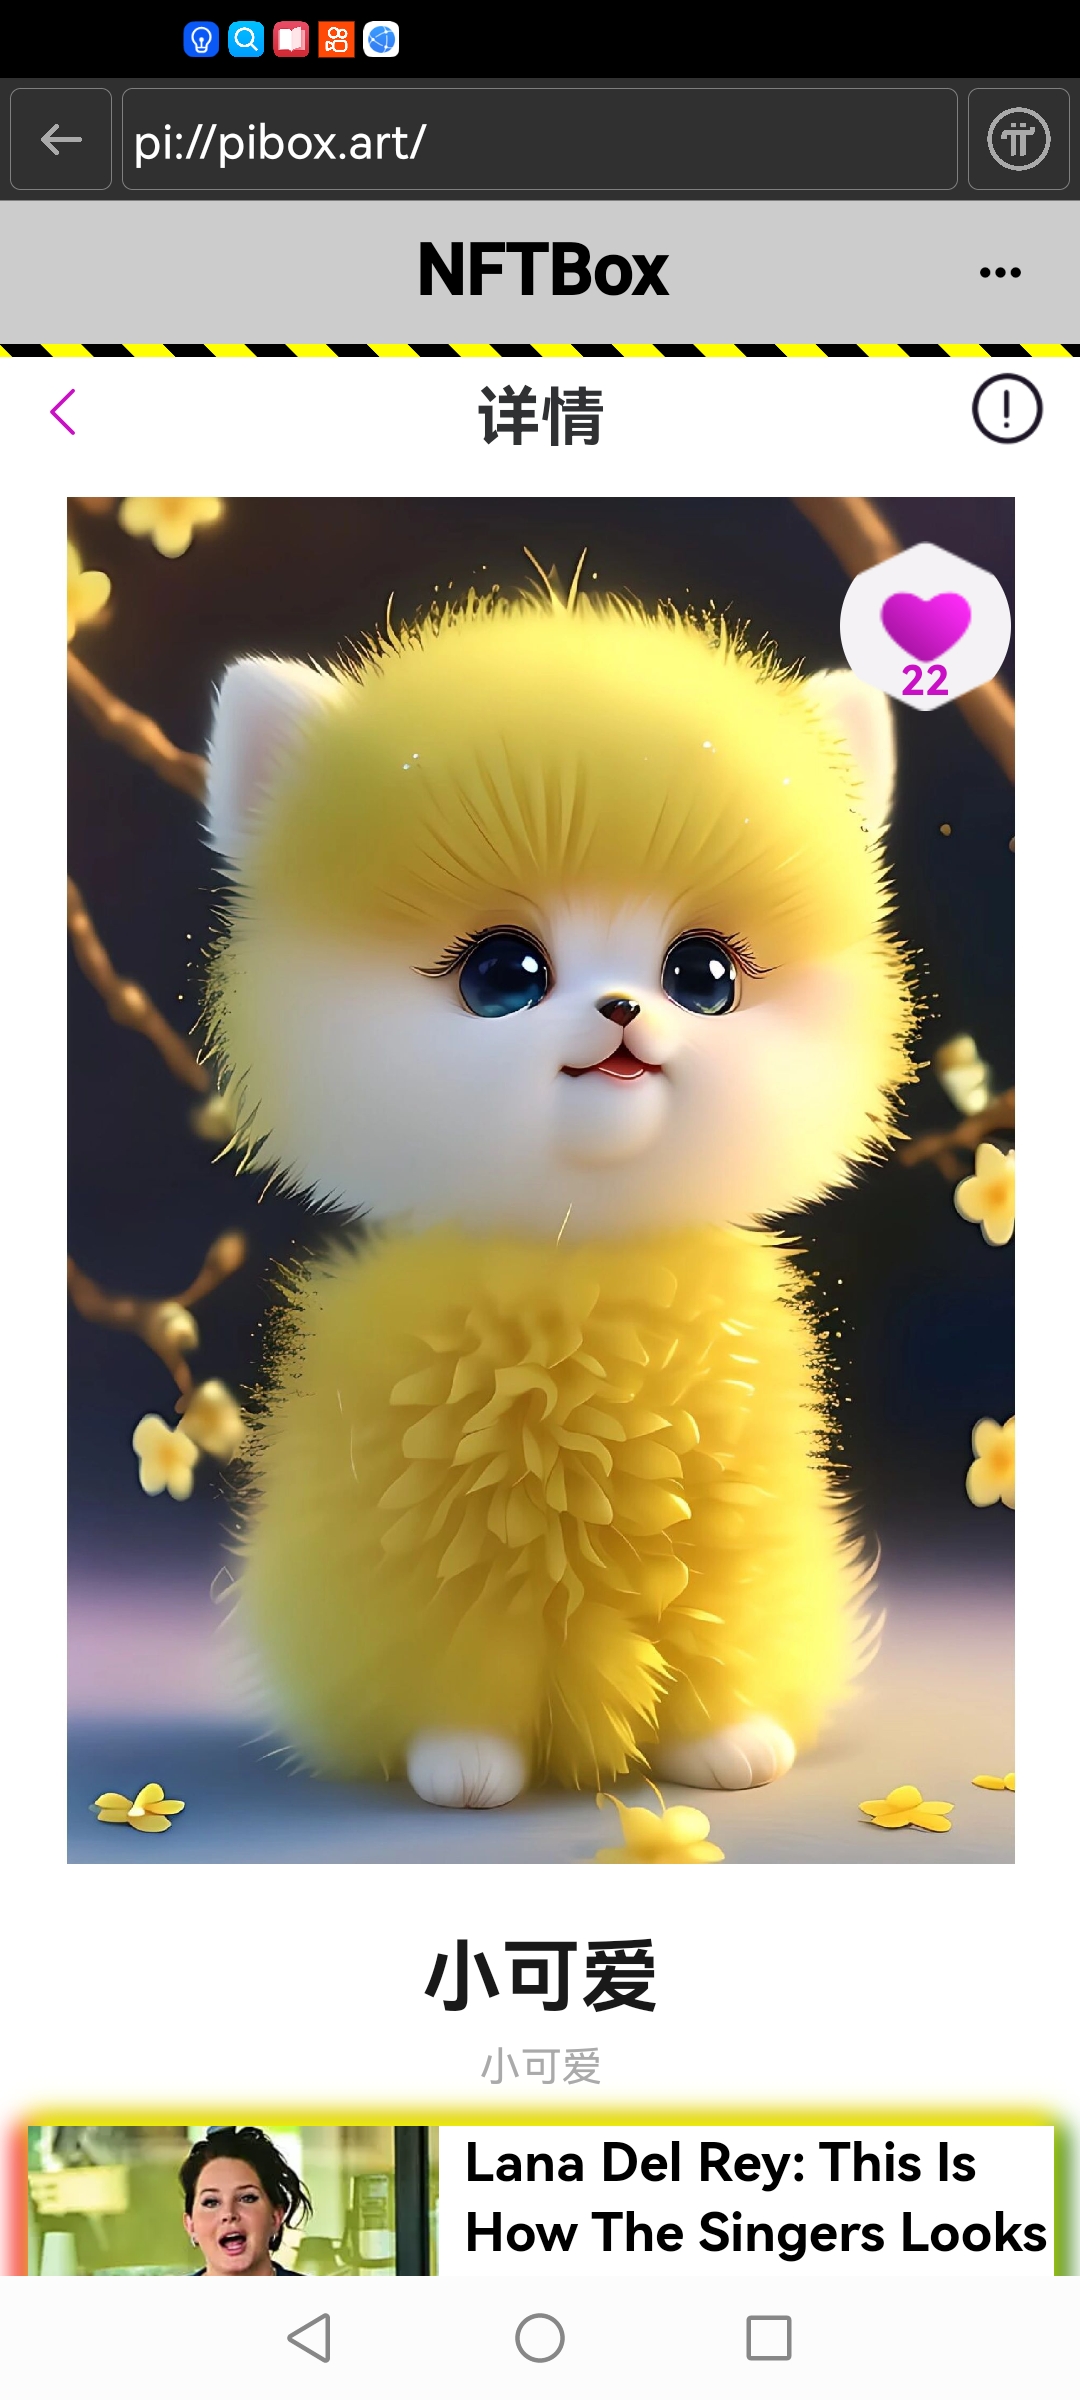 pi://pibox.art/
NFTBox
详情
22
小可爱
小可爱
Lana Del Rey: This Is
How The Singers Looks